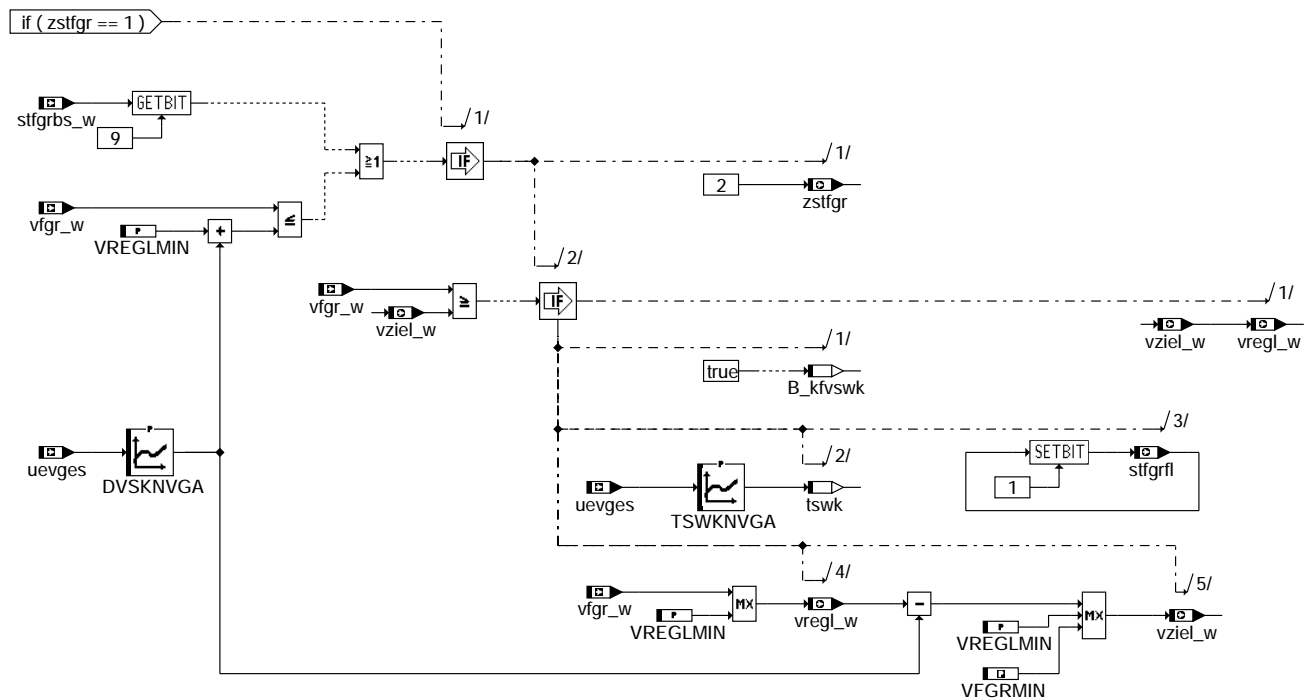 if ( zstfgr == 1 )
/1/
stfgrbs_w
GETBIT
9
≥1
IF
/1/
2
zstfgr
vfgr_w
P
VREGLMIN
+
≤
/2/
vfgr_w
vziel_w
≥
IF
/1/
vziel_w
vregl_w
/1/
true
B_kfvswk
/3/
uevges
P
DVSKNVGA
/2/
uevges
P
TSWKNVGA
tswk
SETBIT
1
stfgrfl
/4/
/5/
vfgr_w
P
VREGLMIN
MX
vregl_w
-
P
VREGLMIN
MX
vziel_w
VFGRMIN